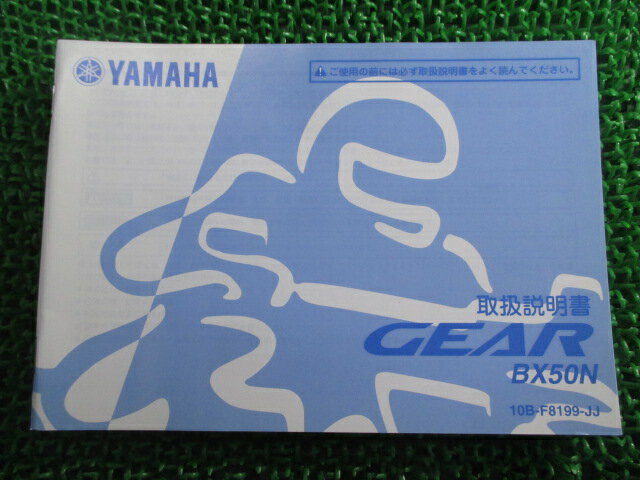 YAMAHA
ご使用の前には必ず取扱説明書をよく読んでください。
取扱説明書
GEAR
BX50N
10B-F8199-JJ